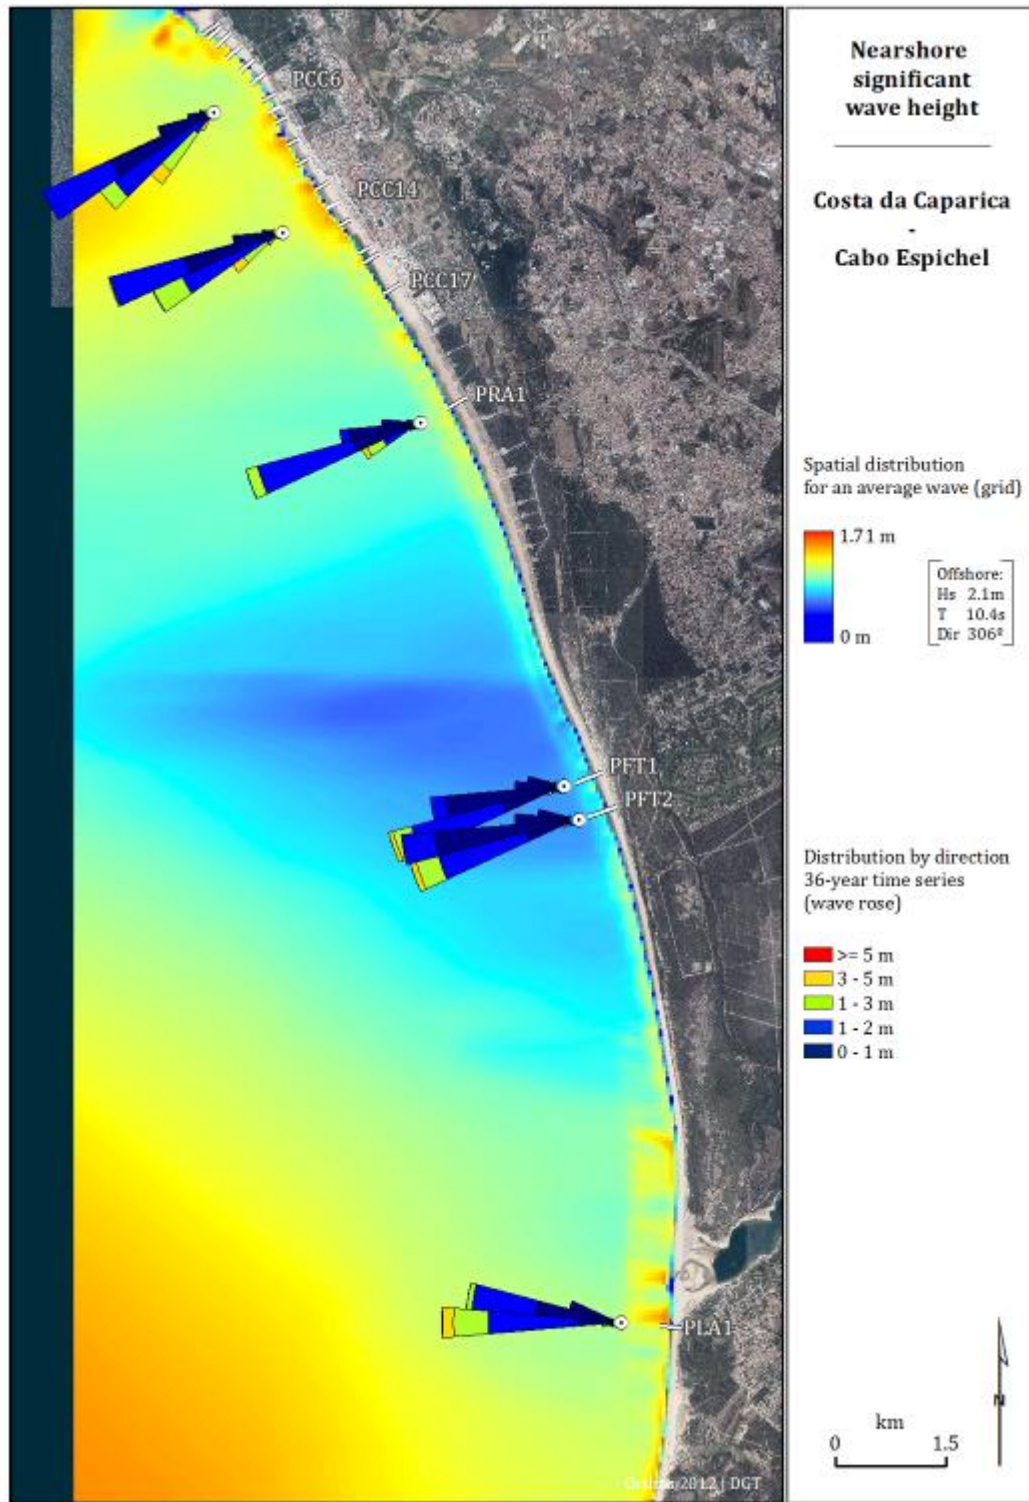 PCC6
PCC14
PCC17
PRA1
PFT1
PFT2
PLA1
2012 | DGT
Nearshore
significant
wave height
Costa da Caparica
-
Cabo Espichel
Spatial distribution
for an average wave (grid)
1.71 m
0 m
Offshore:
Hs 2.1m
T 10.4s
Dir 306º
Distribution by direction
36-year time series
(wave rose)
>= 5 m
3 - 5 m
1 - 3 m
1 - 2 m
0 - 1 m
N
km
0 1.5